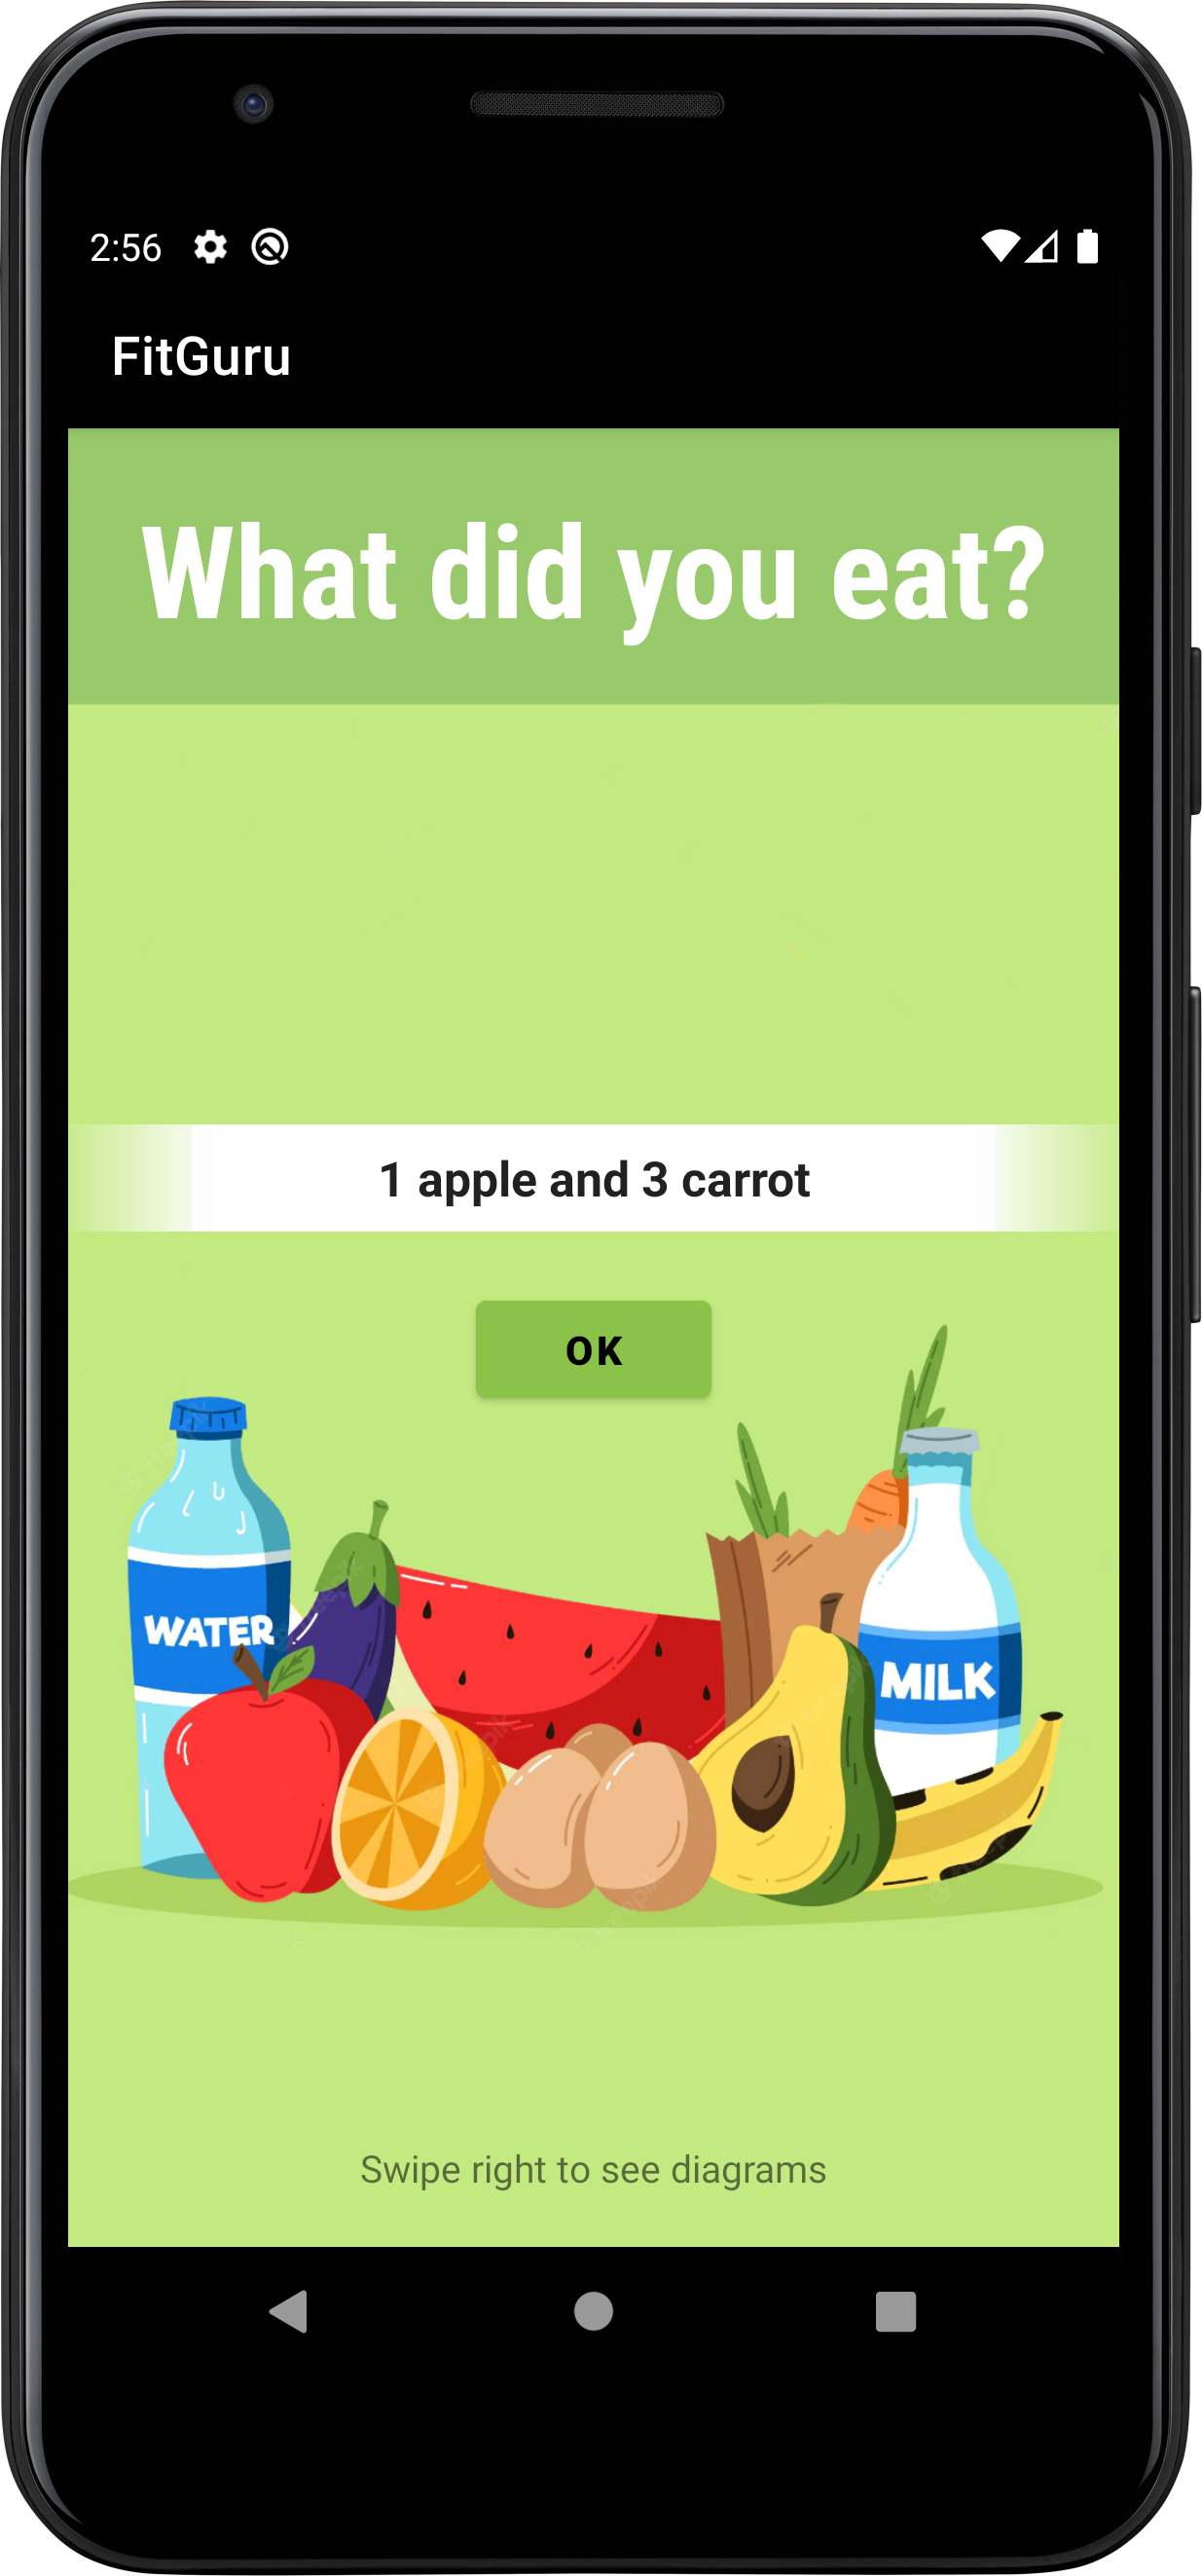 2:56
FitGuru
What did you eat?
1 apple and 3 carrot
OK
WATER
MILK
Swipe right to see diagrams